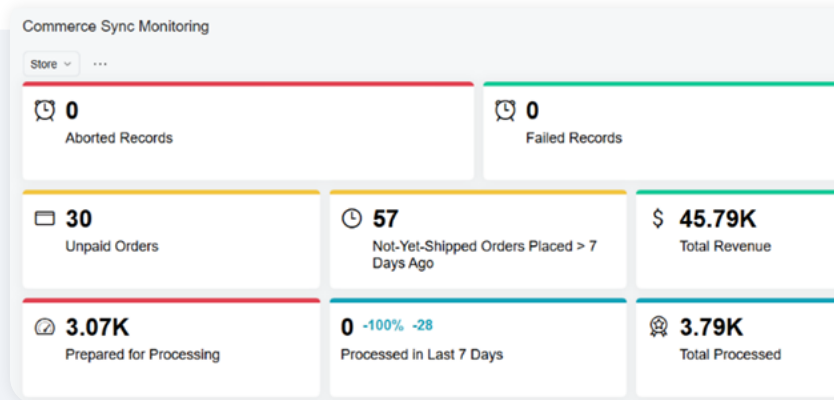 Commerce Sync Monitoring
Store ...
0
Aborted Records
0
Failed Records
30
Unpaid Orders
57
Not-Yet-Shipped Orders Placed > 7
Days Ago
$ 45.79K
Total Revenue
3.07K
Prepared for Processing
0 -100% -28
Processed in Last 7 Days
3.79K
Total Processed